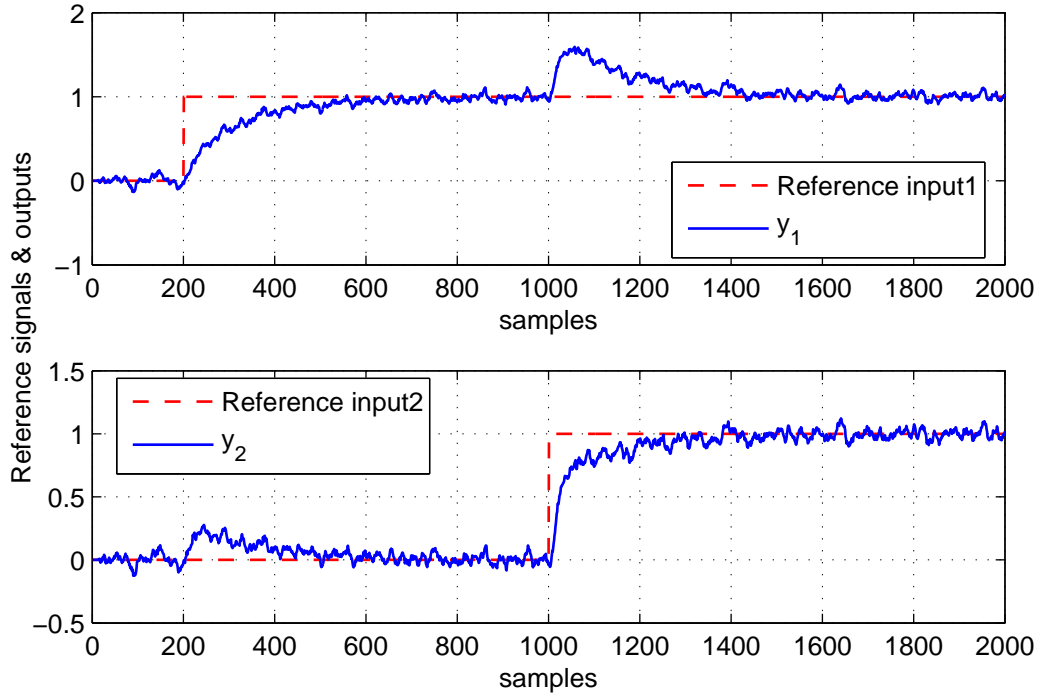 Reference signals & outputs
2
1
0
−1
0 200 400 600 800 1000 1200 1400 1600 1800 2000
samples
Reference input1
y_1
1.5
1
0.5
0
−0.5
0 200 400 600 800 1000 1200 1400 1600 1800 2000
samples
Reference input2
y_2